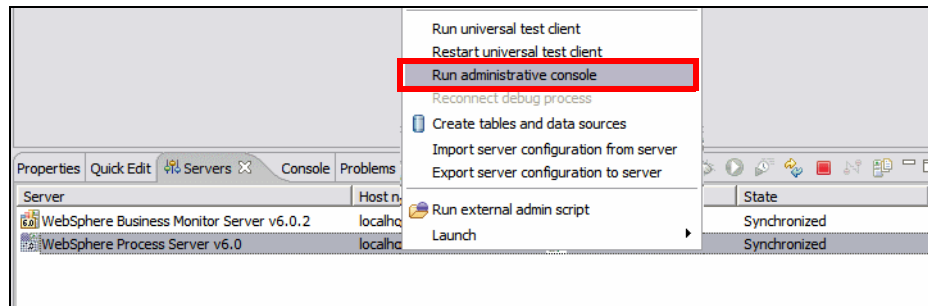 Run universal test client
Restart universal test client
Run administrative console
Reconnect debug process
Create tables and data sources
Import server configuration from server
Export server configuration to server
Run external admin script
Launch
Properties Quick Edit Servers Console Problems
Server Host State
WebSphere Business Monitor Server v6.0.2 Synchronized
WebSphere Process Server v6.0 Synchronized